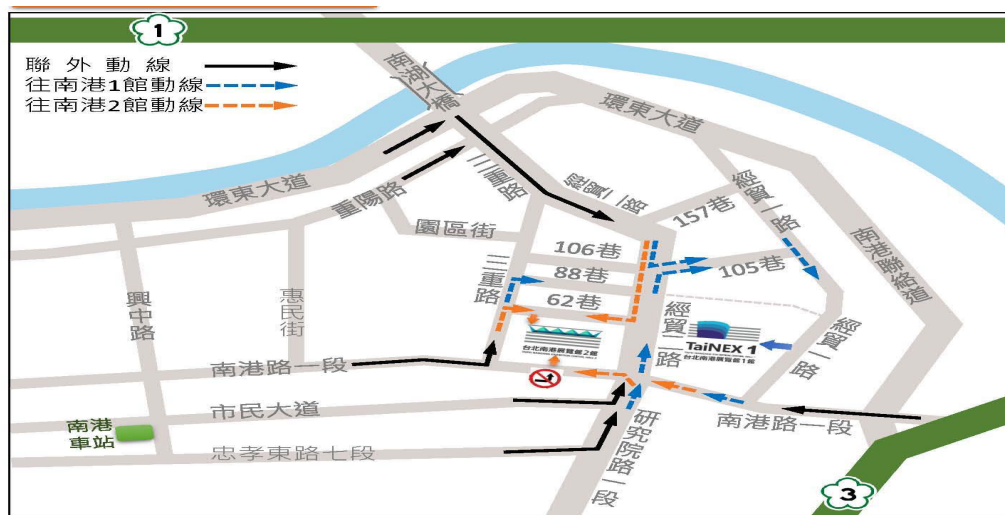 1
聯外動線
往南港1館動線
往南港2館動線
南湖大橋
環東大道
環東大道
重陽路
三重路
經貿二路
157巷
經貿一路
園區街
106巷
105巷
88巷
62巷
三重路
南港聯絡道
興中路
惠民街
經貿二路
台北南港展覽館2館
TaiNEX 1
台北南港展覽館1館
經貿一路
南港路一段
市民大道
南港路一段
南港
車站
忠孝東路七段
研究院路一段
3